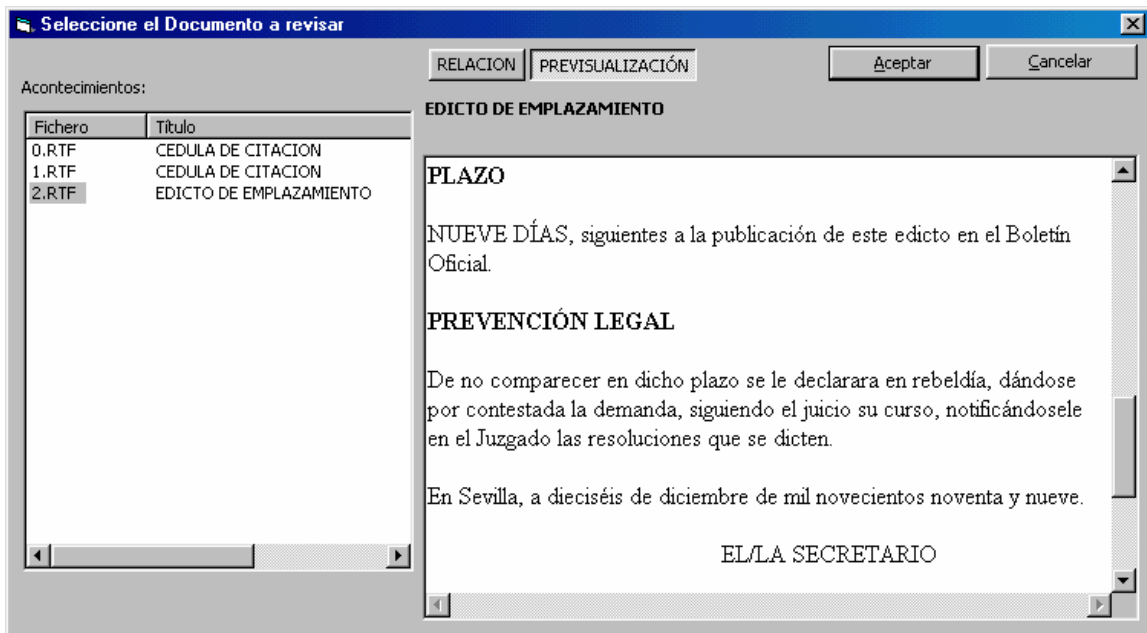 Seleccione el Documento a revisar
RELACION PREVISUALIZACIÓN Aceptar Cancelar
Acontecimientos:
EDICTO DE EMPLAZAMIENTO
Fichero Título
0.RTF CEDULA DE CITACION
1.RTF CEDULA DE CITACION
2.RTF EDICTO DE EMPLAZAMIENTO
PLAZO
NUEVE DÍAS, siguientes a la publicación de este edicto en el Boletín
Oficial.
PREVENCIÓN LEGAL
De no comparecer en dicho plazo se le declarara en rebeldía, dándose
por contestada la demanda, siguiendo el juicio su curso, notificándosele
en el Juzgado las resoluciones que se dicten.
En Sevilla, a dieciséis de diciembre de mil novecientos noventa y nueve.
EL/LA SECRETARIO